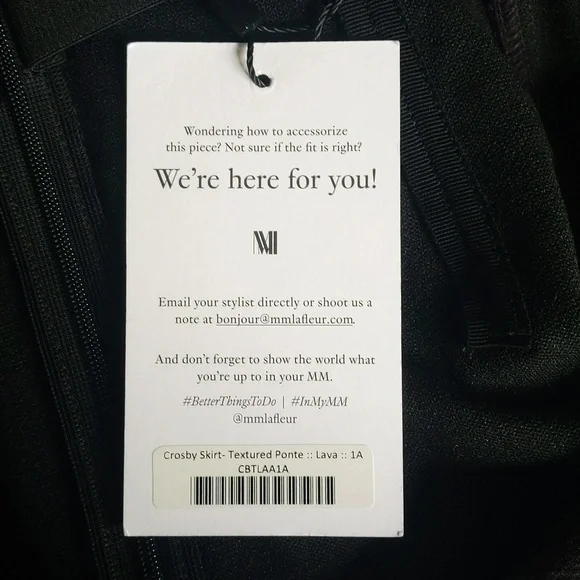 Wondering how to accessorize
this piece? Not sure if the fit is right?
We're here for you!
MM
Email your stylist directly or shoot us a
note at bonjour@mmlafleur.com.
And don't forget to show the world what
you're up to in your MM.
#BetterThingsToDo | #InMyMM
@mmlafleur
Crosby Skirt- Textured Ponte :: Lava :: 1A
CBTLAA1A